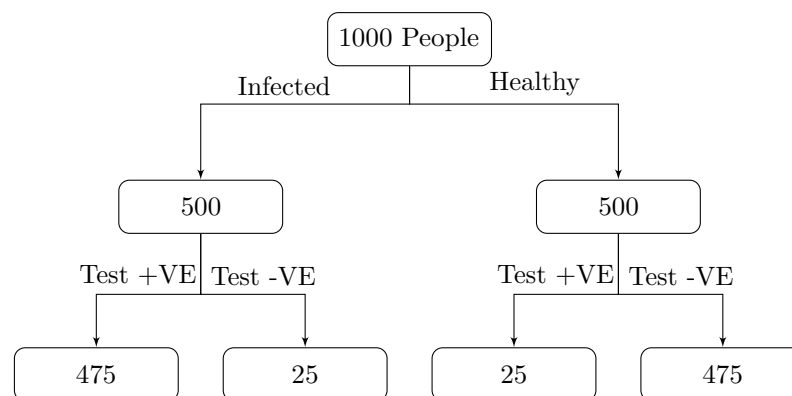 1000 People
Infected
Healthy
500
500
Test +VE
Test -VE
Test +VE
Test -VE
475
25
25
475